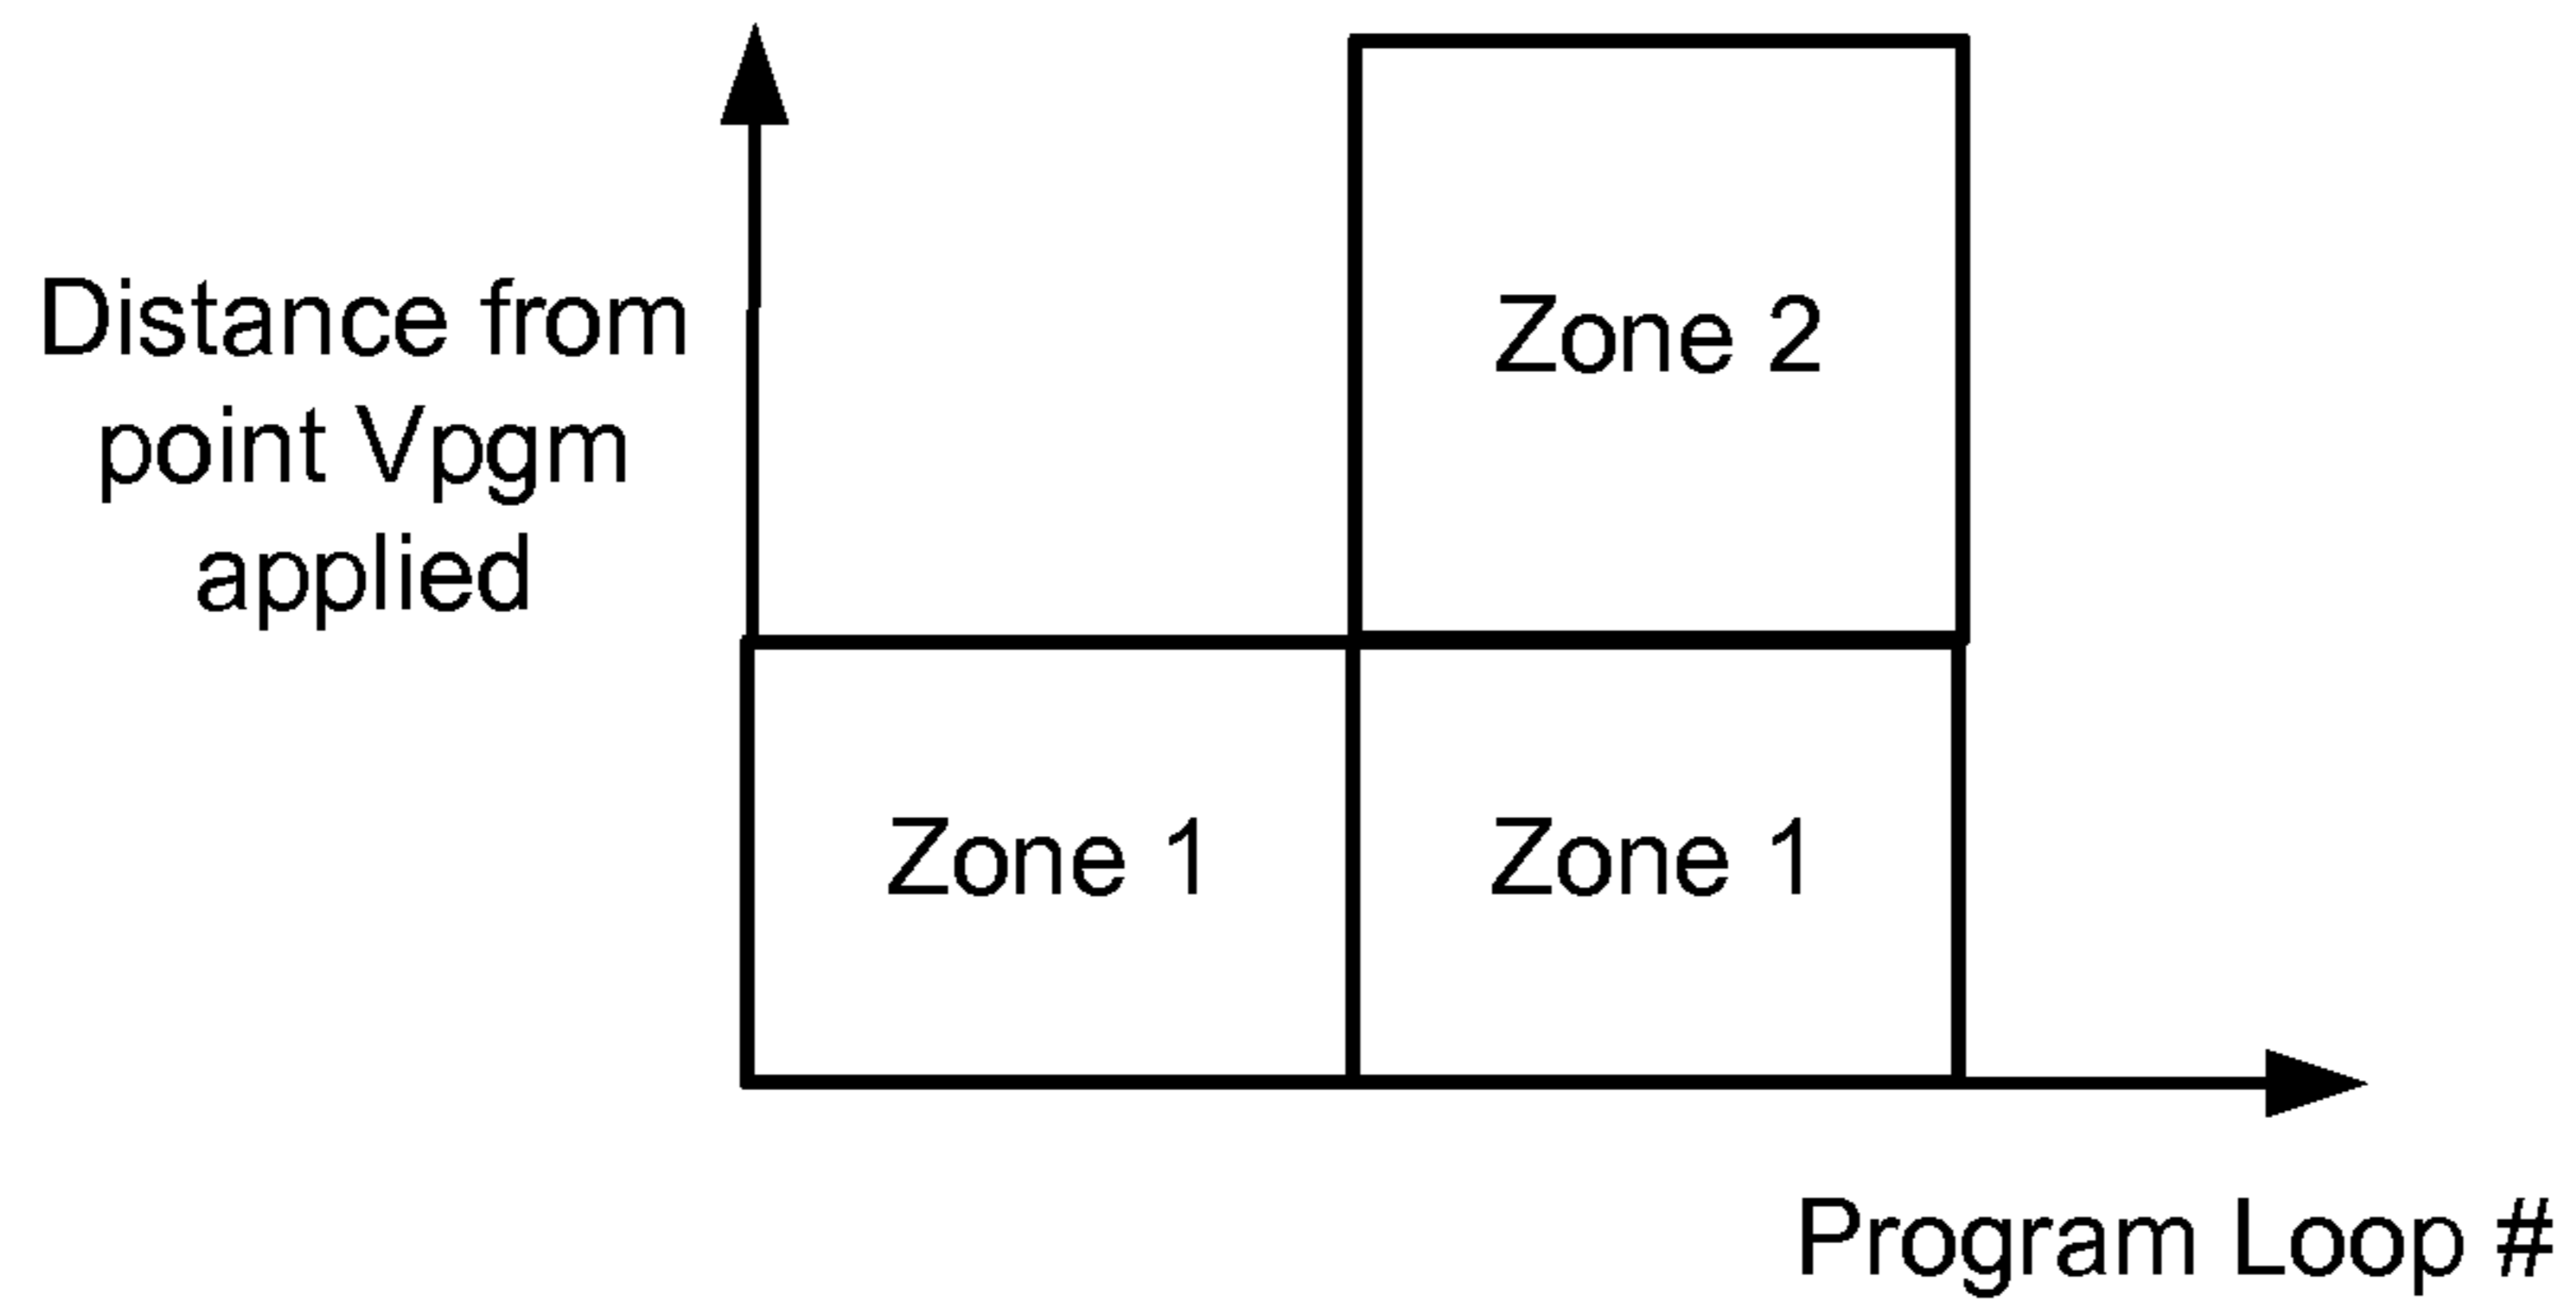 Distance from
point Vpgm
applied
Zone 2
Zone 1
Zone 1
Program Loop #